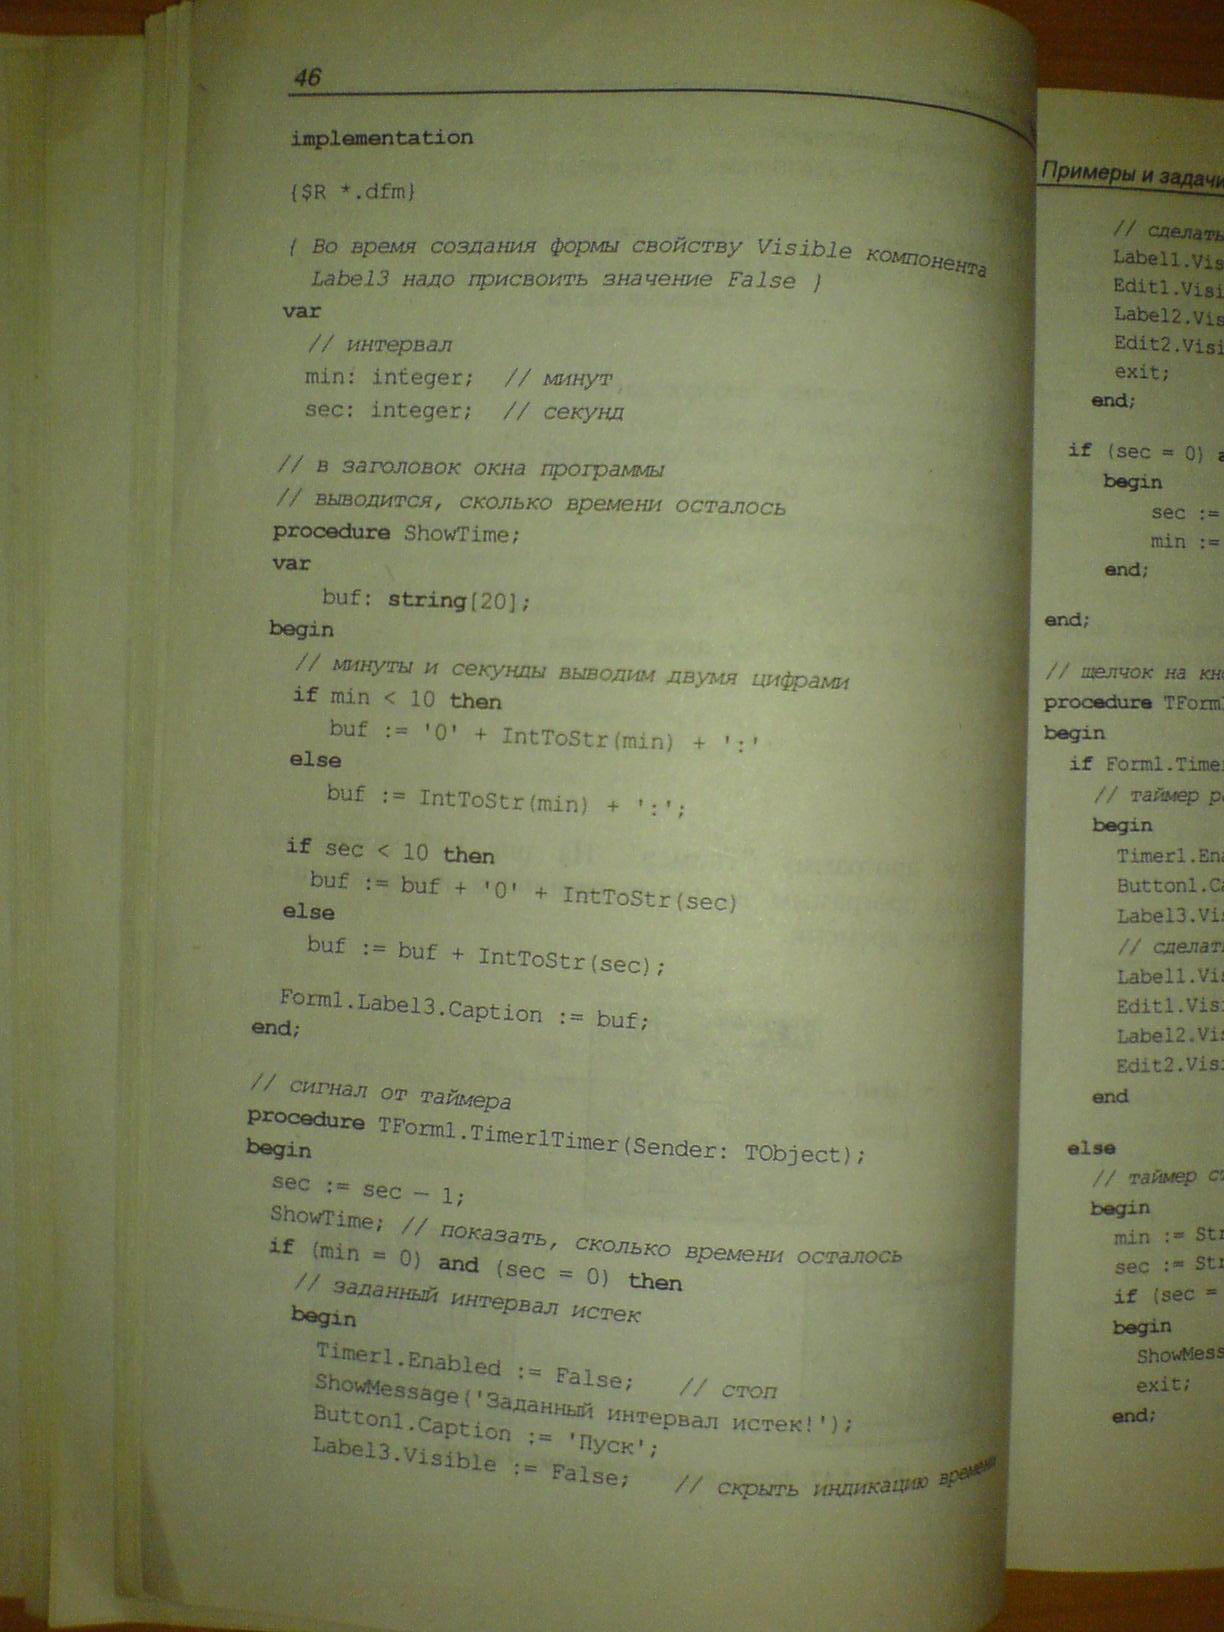 46
implementation
{$R *.dfm}
{ Во время создания формы свойству Visible компонента
Label3 надо присвоить значение False }
var
// интервал
min: integer; // минут
sec: integer; // секунд
// в заголовок окна программы
// выводится, сколько времени осталось
procedure ShowTime;
var
buf: string[20];
begin
// минуты и секунды выводим двумя цифрами
if min < 10 then
buf := '0' + IntToStr(min) + ':'
else
buf := IntToStr(min) + ':';
if sec < 10 then
buf := buf + '0' + IntToStr(sec)
else
buf := buf + IntToStr(sec);
Form1.Label3.Caption := buf;
end;
// сигнал от таймера
procedure TForm1.Timer1Timer(Sender: TObject);
begin
sec := sec - 1;
ShowTime; // показать, сколько времени осталось
if (min = 0) and (sec = 0) then
// заданный интервал истек
begin
Timer1.Enabled := False; // стоп
ShowMessage('Заданный интервал истек!');
Button1.Caption := 'Пуск';
Label3.Visible := False; // скрыть индикацию времени
Примеры и задачи
// сделать
Label1.Vis
Edit1.Visi
Label2.Vis
Edit2.Visi
exit;
end;
if (sec = 0)
begin
sec :=
min :=
end;
end;
// щелчок на кн
procedure TForm1
begin
if Form1.Time
// таймер р
begin
Timer1.Ena
Button1.Ca
Label3.Vi
// сделат
Label1.Vi
Edit1.Vis
Label2.Vi
Edit2.Vis
end
else
// таймер ст
begin
min := Str
sec := Str
if (sec =
begin
ShowMess
exit;
end;